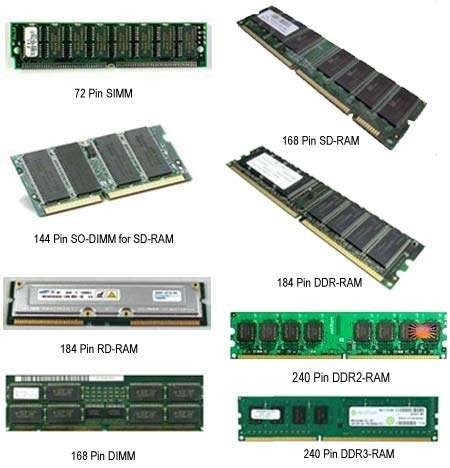 72 Pin SIMM
168 Pin SD-RAM
144 Pin SO-DIMM for SD-RAM
184 Pin DDR-RAM
184 Pin RD-RAM
240 Pin DDR2-RAM
168 Pin DIMM
240 Pin DDR3-RAM